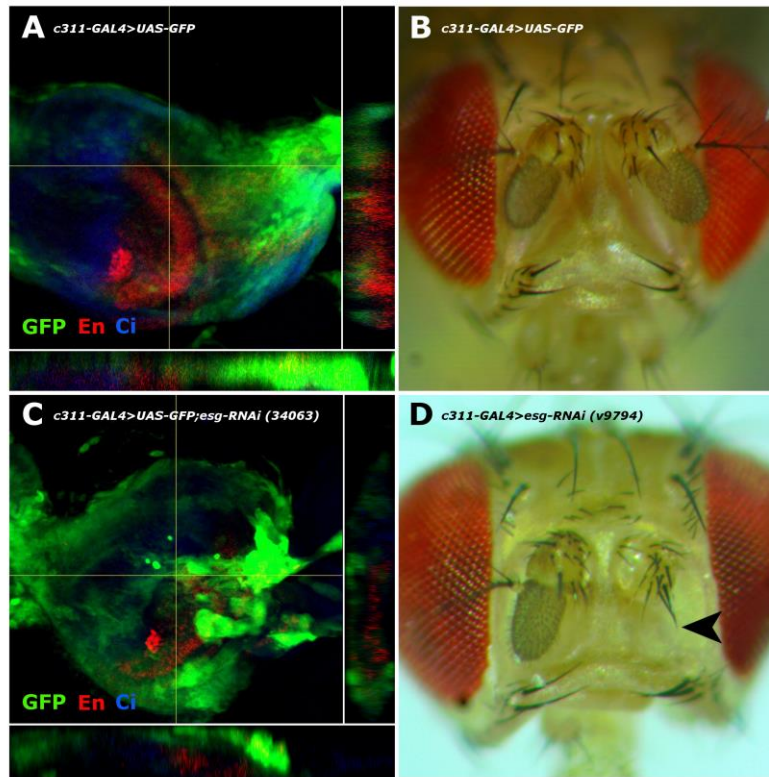 A c311-GAL4>UAS-GFP
GFP En Ci
B c311-GAL4>UAS-GFP
C c311-GAL4>UAS-GFP;esg-RNAi (34063)
GFP En Ci
D c311-GAL4>esg-RNAi (v9794)